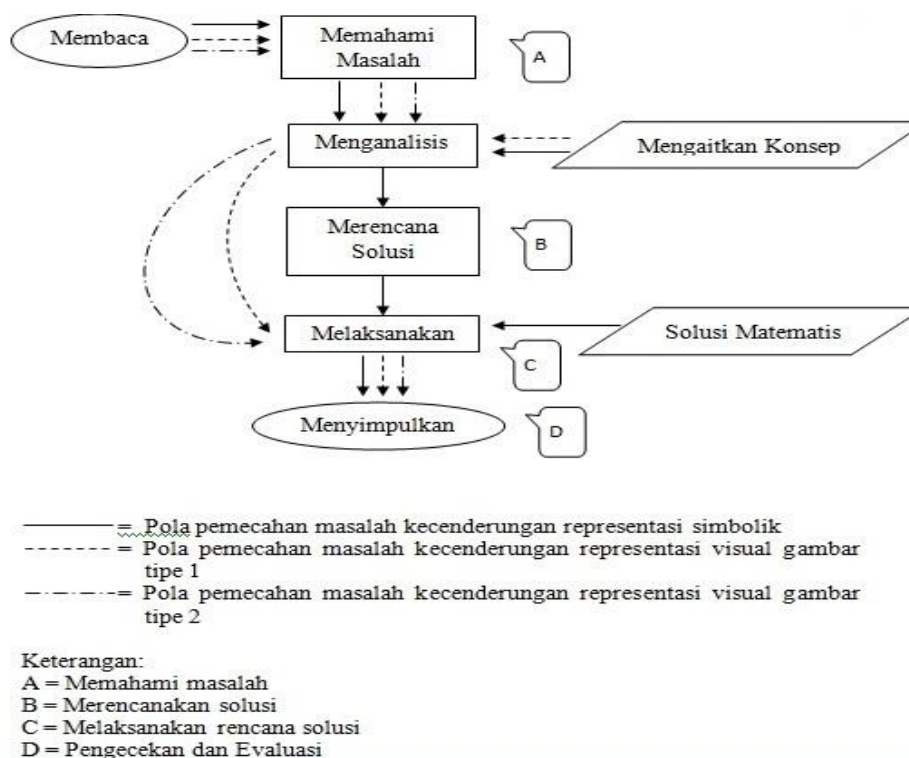 Membaca
Memahami
Masalah
A
Menganalisis
Mengaitkan Konsep
Merencana
Solusi
B
Melaksanakan
Solusi Matematis
C
Menyimpulkan
D
= Pola pemecahan masalah kecenderungan representasi simbolik
= Pola pemecahan masalah kecenderungan representasi visual gambar
tipe 1
= Pola pemecahan masalah kecenderungan representasi visual gambar
tipe 2
Keterangan:
A = Memahami masalah
B = Merencanakan solusi
C = Melaksanakan rencana solusi
D = Pengecekan dan Evaluasi